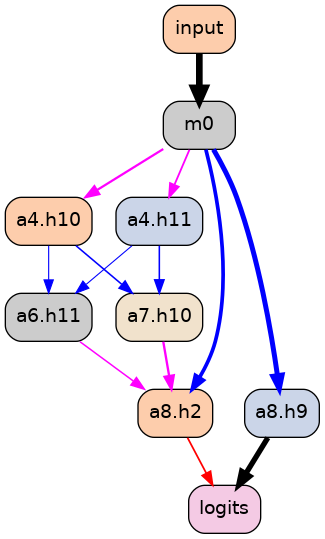 input
m0
a4.h10
a4.h11
a6.h11
a7.h10
a8.h2
a8.h9
logits